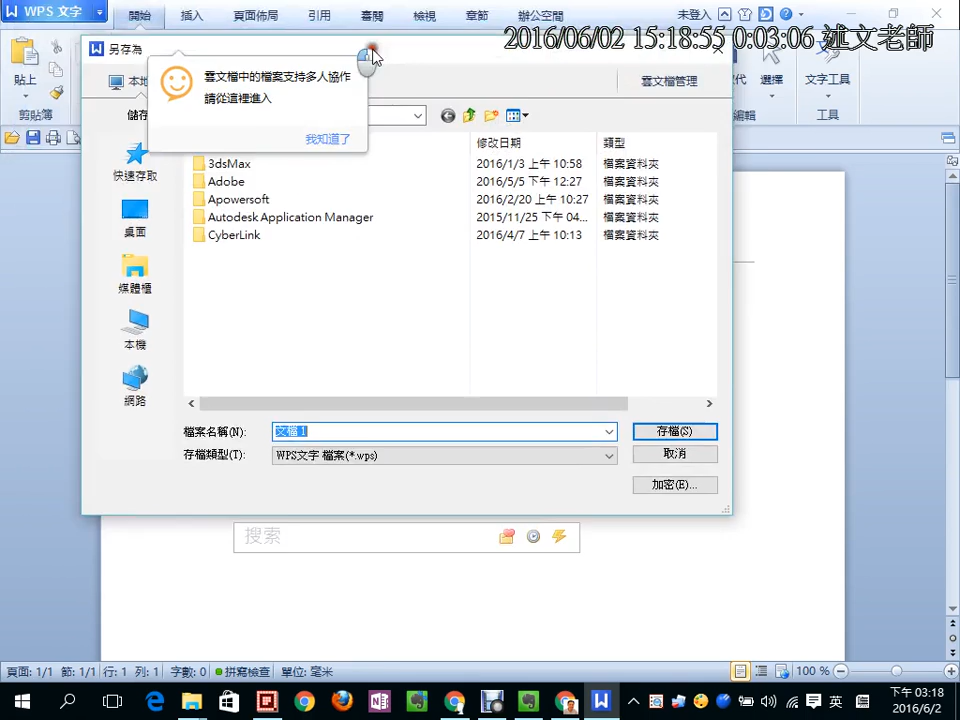 WPS 文字
開始
插入
頁面佈局
引用
審閱
檢視
章節
辦公空間
未登入
2016/06/02 15:18:55 0:03:06 述文老師
貼上
剪貼簿
選擇
文字工具
編輯
工具
另存為
雲文檔中的檔案支持多人協作
請從這裡進入
我知道了
雲文檔管理
修改日期
類型
3dsMax
2016/1/3 上午 10:58
檔案資料夾
Adobe
2016/5/5 下午 12:27
檔案資料夾
Apowersoft
2016/2/20 上午 10:27
檔案資料夾
Autodesk Application Manager
2015/11/25 下午 04...
檔案資料夾
CyberLink
2016/4/7 上午 10:13
檔案資料夾
快速存取
桌面
媒體櫃
本機
網路
檔案名稱(N):
文檔 1
存檔(S)
存檔類型(T):
WPS文字 檔案(*.wps)
取消
加密(E)...
搜索
頁面: 1/1 節: 1/1 行: 1 列: 1 字數: 0 拼寫檢查 單位: 毫米
100 %
英
下午 03:18
2016/6/2